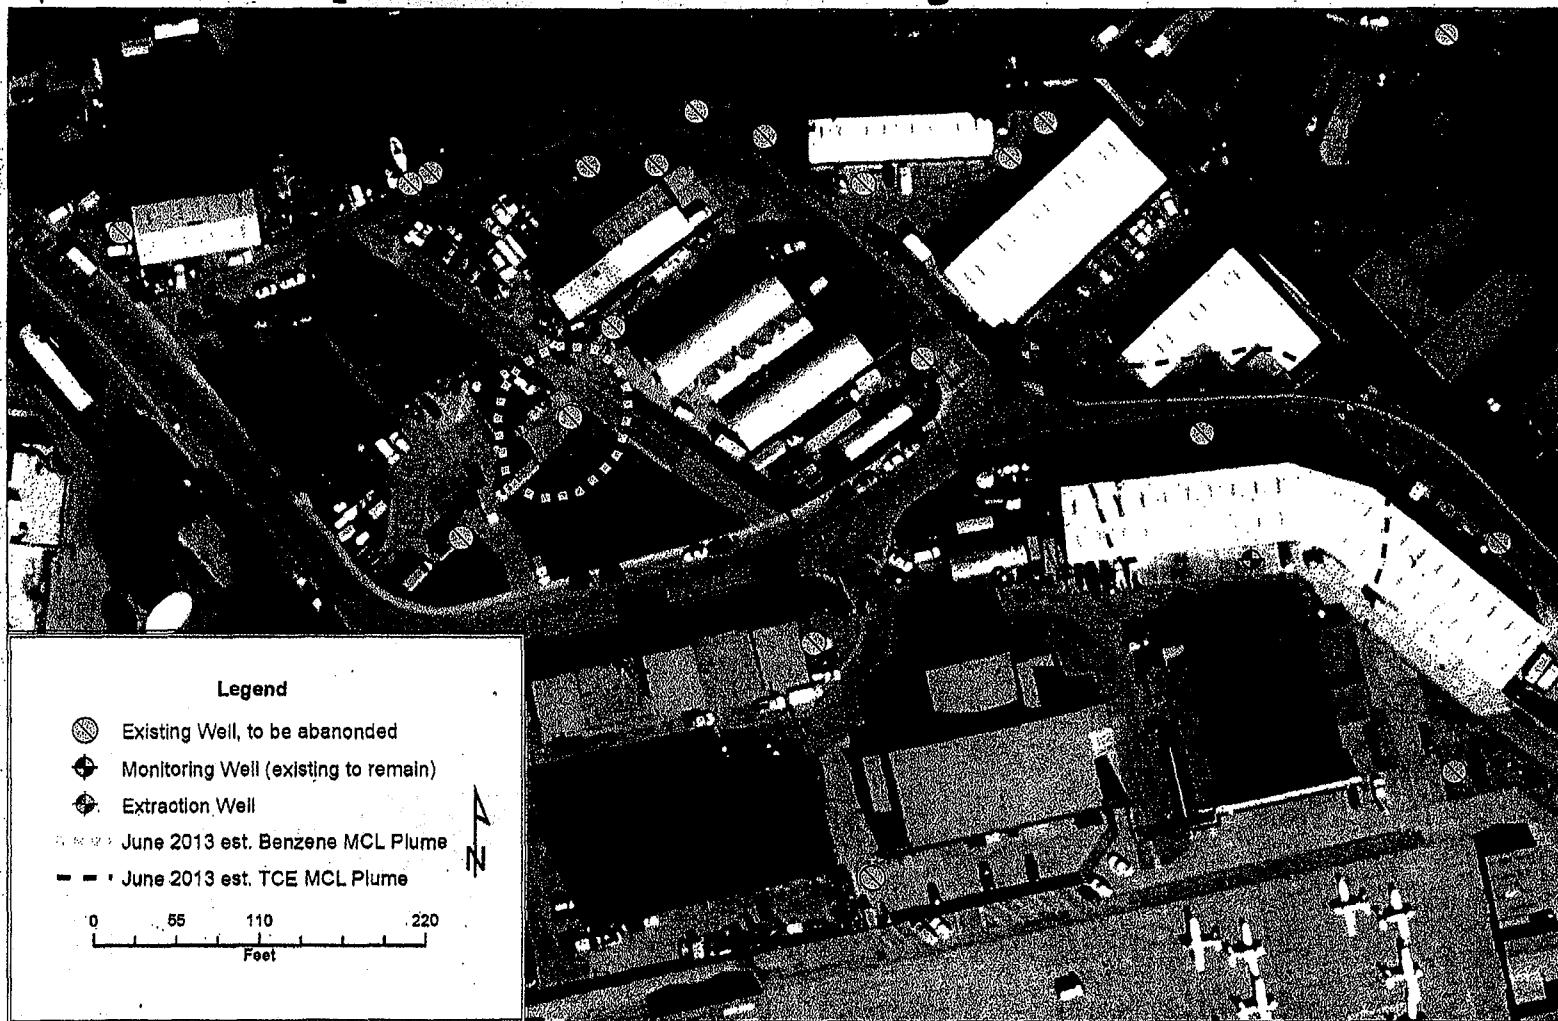 Legend
Existing Well, to be abanonded
Monitoring Well (existing to remain)
Extraction Well
June 2013 est. Benzene MCL Plume
June 2013 est. TCE MCL Plume
N
0 55 110 220
Feet